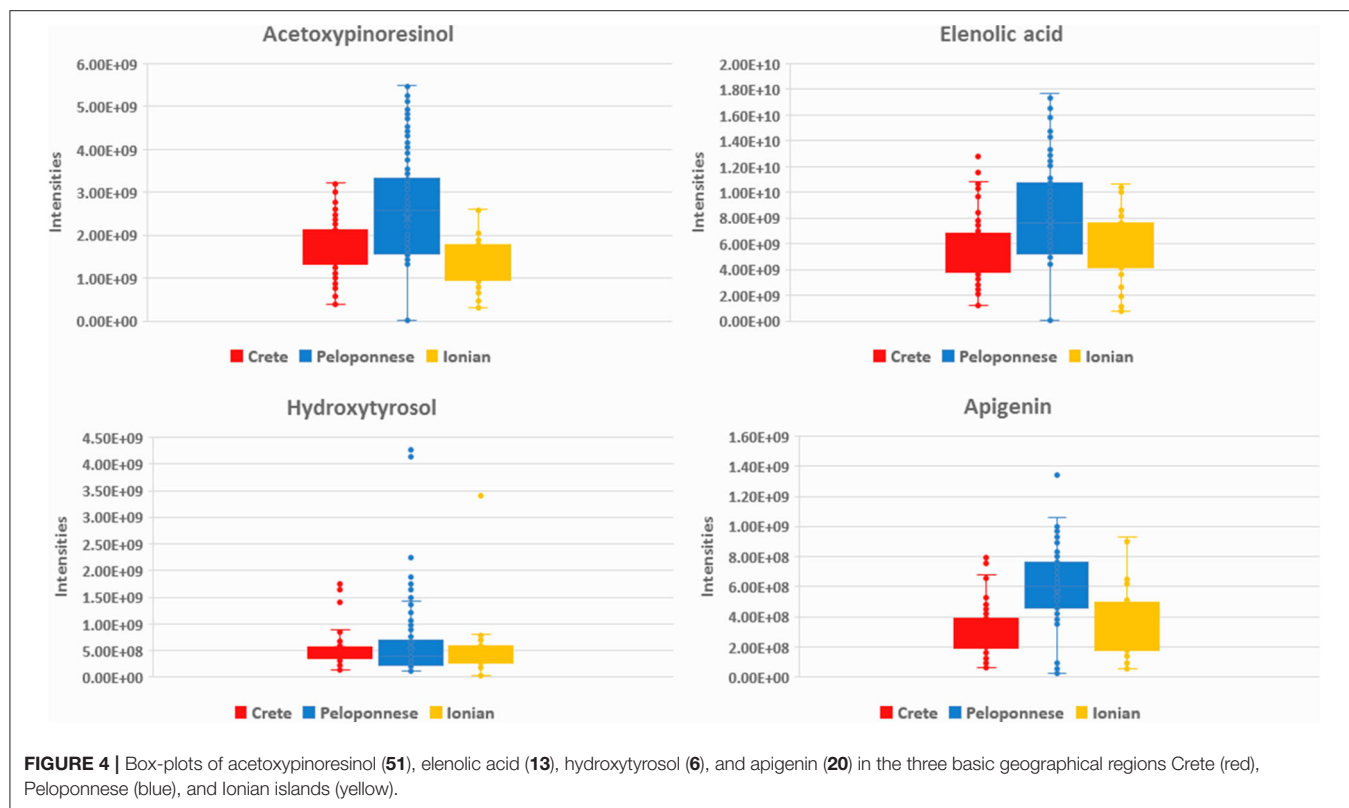 Acetoxypinoresinol
Intensities
6.00E+09
5.00E+09
4.00E+09
3.00E+09
2.00E+09
1.00E+09
0.00E+00
Crete Peloponnese Ionian
Elenolic acid
Intensities
2.00E+10
1.80E+10
1.60E+10
1.40E+10
1.20E+10
1.00E+10
8.00E+09
6.00E+09
4.00E+09
2.00E+09
0.00E+00
Crete Peloponnese Ionian
Hydroxytyrosol
Intensities
4.50E+09
4.00E+09
3.50E+09
3.00E+09
2.50E+09
2.00E+09
1.50E+09
1.00E+09
5.00E+08
0.00E+00
Crete Peloponnese Ionian
Apigenin
Intensities
1.60E+09
1.40E+09
1.20E+09
1.00E+09
8.00E+08
6.00E+08
4.00E+08
2.00E+08
0.00E+00
Crete Peloponnese Ionian
FIGURE 4 | Box-plots of acetoxypinoresinol (51), elenolic acid (13), hydroxytyrosol (6), and apigenin (20) in the three basic geographical regions Crete (red),
Peloponnese (blue), and Ionian islands (yellow).